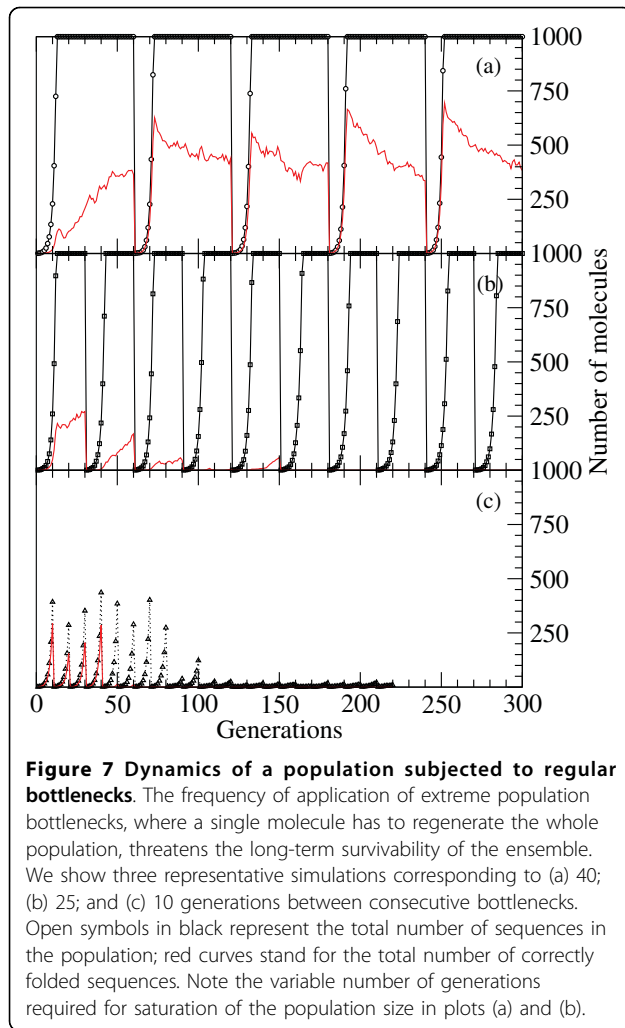 1000
(a)
750
500
250
1000
(b)
750
500
250
1000
(c)
750
500
250
Number of molecules
0 50 100 150 200 250 300
Generations
Figure 7 Dynamics of a population subjected to regular
bottlenecks. The frequency of application of extreme population
bottlenecks, where a single molecule has to regenerate the whole
population, threatens the long-term survivability of the ensemble.
We show three representative simulations corresponding to (a) 40;
(b) 25; and (c) 10 generations between consecutive bottlenecks.
Open symbols in black represent the total number of sequences in
the population; red curves stand for the total number of correctly
folded sequences. Note the variable number of generations
required for saturation of the population size in plots (a) and (b).